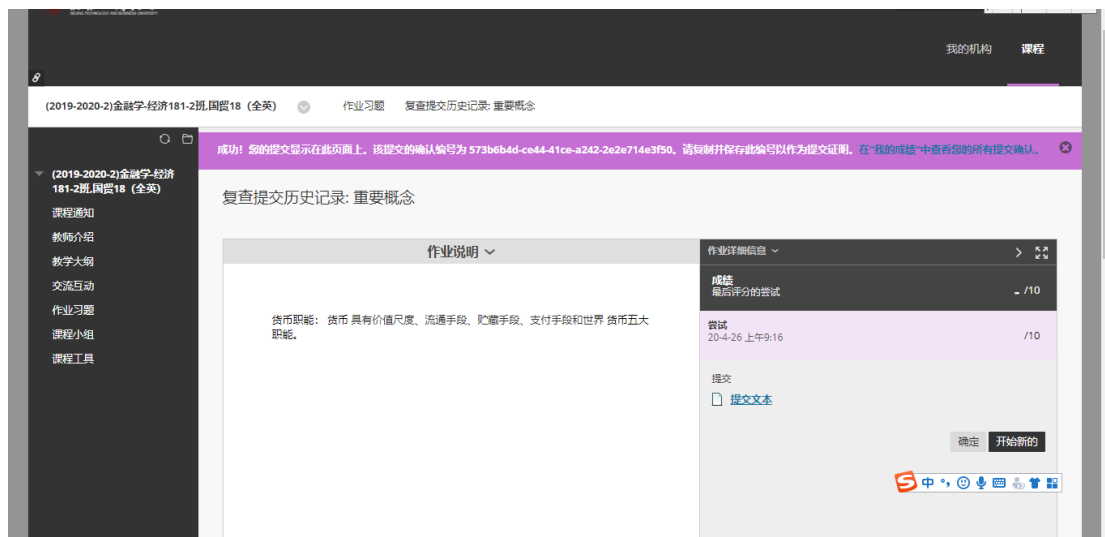 BEIJING TECHNOLOGY AND BUSINESS UNIVERSITY
我的机构 课程
(2019-2020-2)金融学-经济181-2班,国贸18（全英） 作业习题 复查提交历史记录: 重要概念
成功！您的提交显示在此页面上。该提交的确认编号为 573b6b4d-ce44-41ce-a242-2e2e714e3f50。请复制并保存此编号以作为提交证明。在“我的成绩”中查看您的所有提交确认。
(2019-2020-2)金融学-经济
181-2班,国贸18（全英）
课程通知
教师介绍
教学大纲
交流互动
作业习题
课程小组
课程工具
复查提交历史记录: 重要概念
作业说明
货币职能： 货币 具有价值尺度、流通手段、贮藏手段、支付手段和世界 货币五大
职能。
作业详细信息
成绩
最后评分的尝试
- /10
尝试
20-4-26 上午9:16
/10
提交
提交文本
确定 开始新的
中